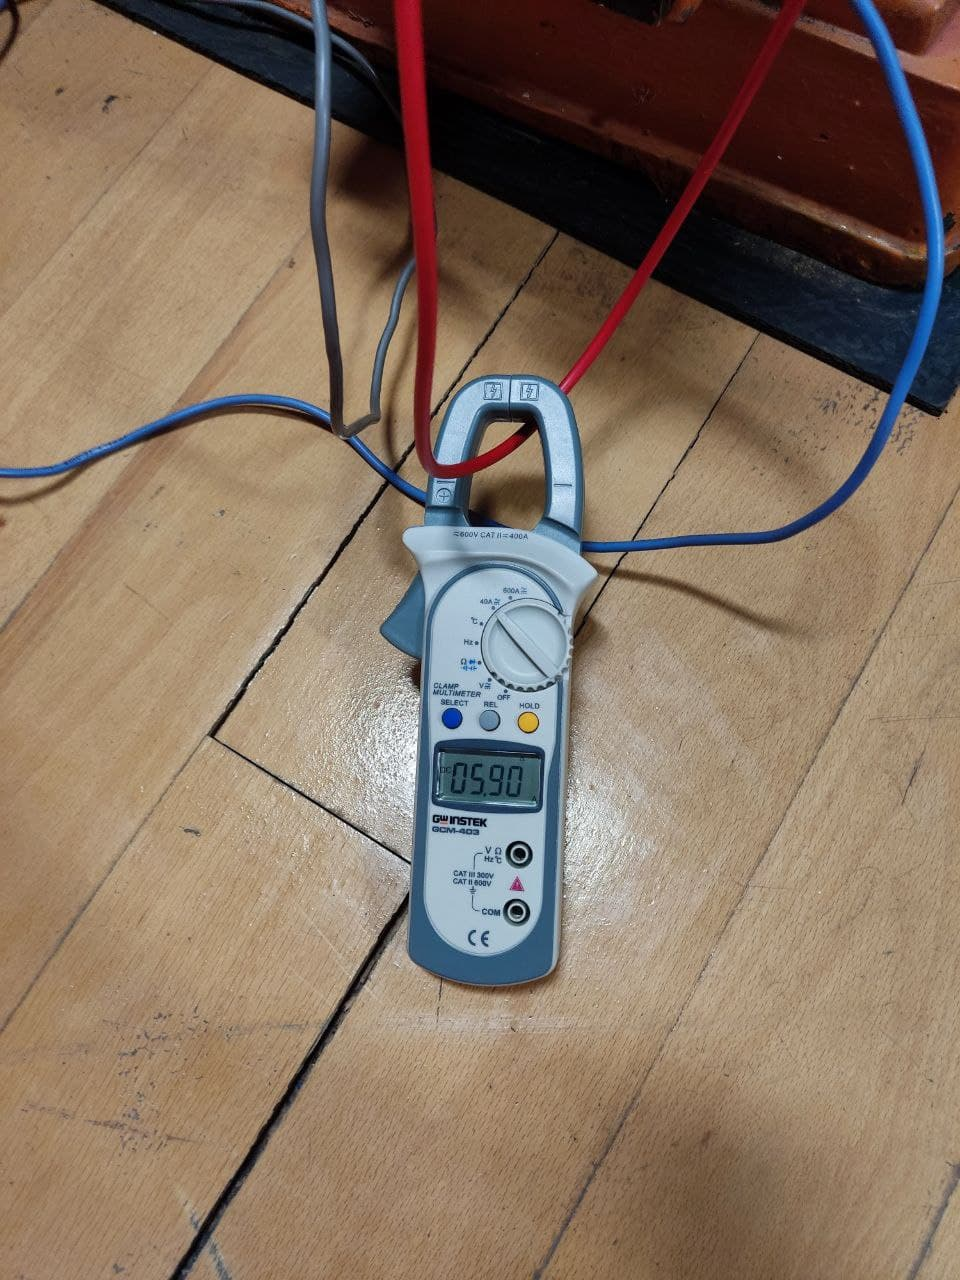 ≂600V CAT II ≂400A
600A≂
40A≂
°C
Hz
Ω
V≂
OFF
CLAMP
MULTIMETER
SELECT
REL
HOLD
DC 05.90 A
GW INSTEK
GCM-403
V Ω
Hz °C
CAT III 300V
CAT II 600V
COM
CE